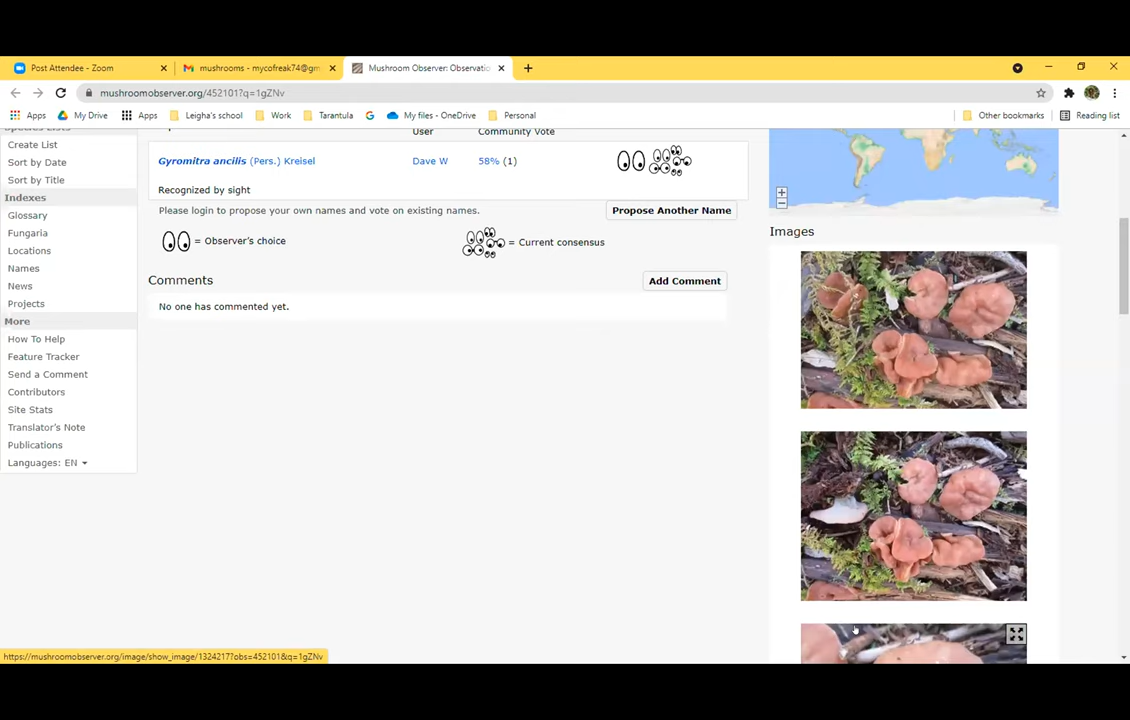 Post Attendee - Zoom
mushrooms - mycofreak74@gm
Mushroom Observer: Observatio
mushroomobserver.org/452101?q=1gZNv
Apps
My Drive
Apps
Leigha's school
Work
Tarantula
My files - OneDrive
Personal
Other bookmarks
Reading list
Species Lists
Create List
Sort by Date
Sort by Title
Indexes
Glossary
Fungaria
Locations
Names
News
Projects
More
How To Help
Feature Tracker
Send a Comment
Contributors
Site Stats
Translator's Note
Publications
Languages: EN
User
Community Vote
Gyromitra ancilis (Pers.) Kreisel
Dave W
58% (1)
Recognized by sight
Please login to propose your own names and vote on existing names.
Propose Another Name
= Observer's choice
= Current consensus
Comments
Add Comment
No one has commented yet.
+
−
Images
https://mushroomobserver.org/image/show_image/1324217?obs=452101&q=1gZNv